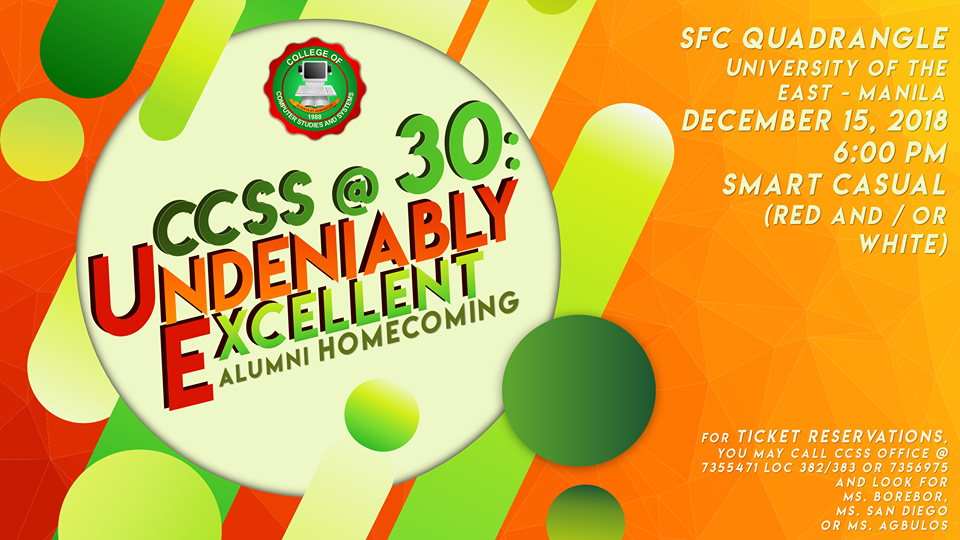 COLLEGE OF
COMPUTER STUDIES AND SYSTEMS
1988
CCSS @ 30:
UNDENIABLY
EXCELLENT
ALUMNI HOMECOMING
SFC QUADRANGLE
UNIVERSITY OF THE
EAST - MANILA
DECEMBER 15, 2018
6:00 PM
SMART CASUAL
(RED AND / OR
WHITE)
FOR TICKET RESERVATIONS,
YOU MAY CALL CCSS OFFICE @
7355471 LOC 382/383 OR 7356975
AND LOOK FOR
MS. BOREBOR,
MS. SAN DIEGO
OR MS. AGBULOS